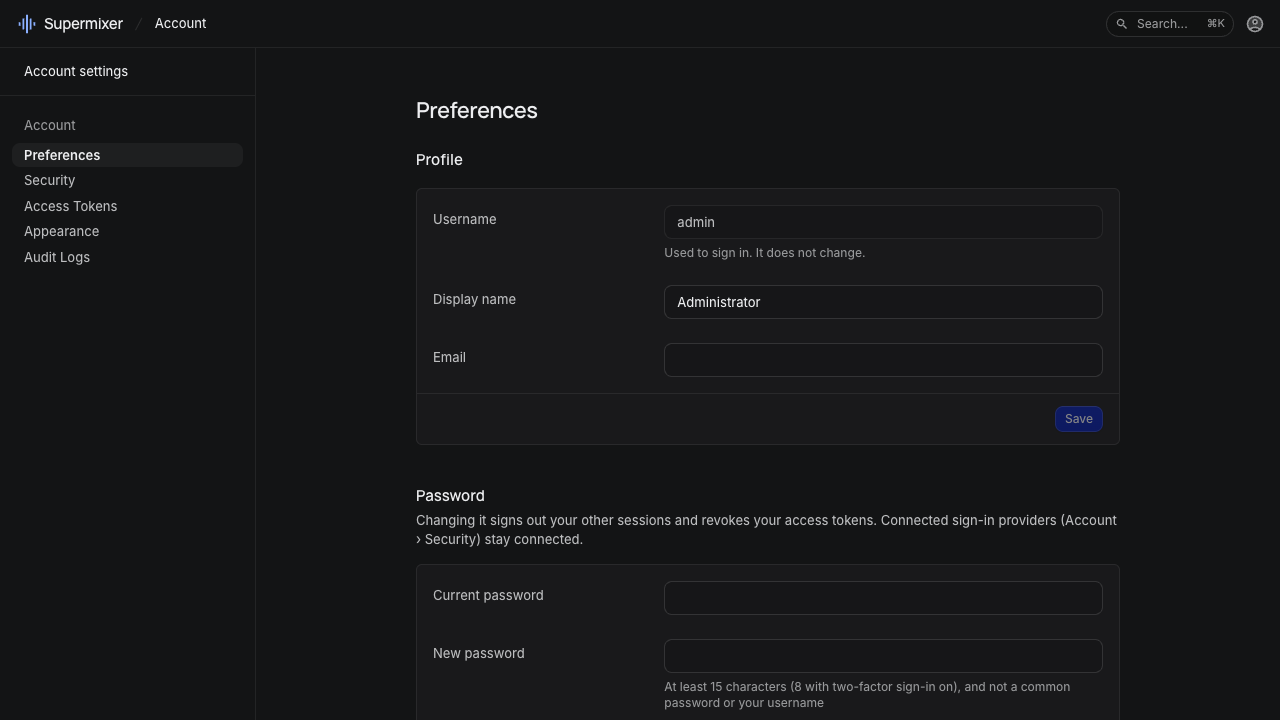 Supermixer / Account
Search... ⌘K
Account settings
Account
Preferences
Security
Access Tokens
Appearance
Audit Logs
Preferences
Profile
Username
admin
Used to sign in. It does not change.
Display name
Administrator
Email
Save
Password
Changing it signs out your other sessions and revokes your access tokens. Connected sign-in providers (Account
› Security) stay connected.
Current password
New password
At least 15 characters (8 with two-factor sign-in on), and not a common
password or your username